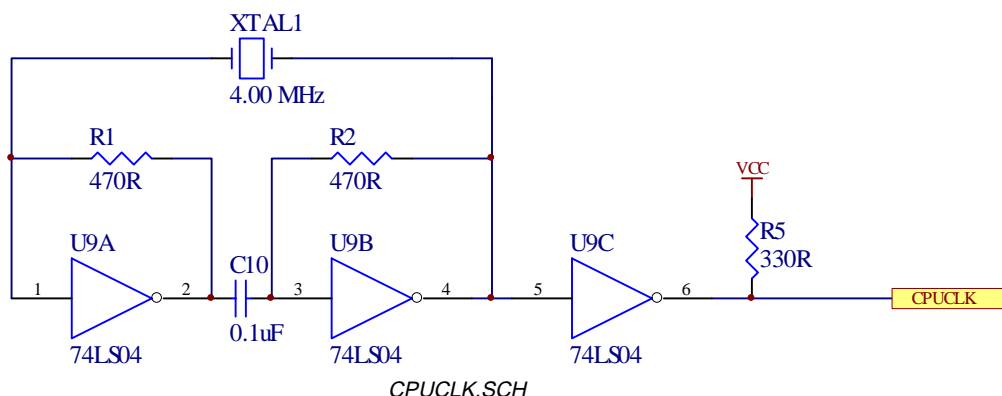 XTAL1
4.00 MHz
R1
470R
R2
470R
VCC
R5
330R
U9A
1
2
74LS04
C10
0.1uF
U9B
3
4
74LS04
U9C
5
6
74LS04
CPUCLK
CPUCLK.SCH